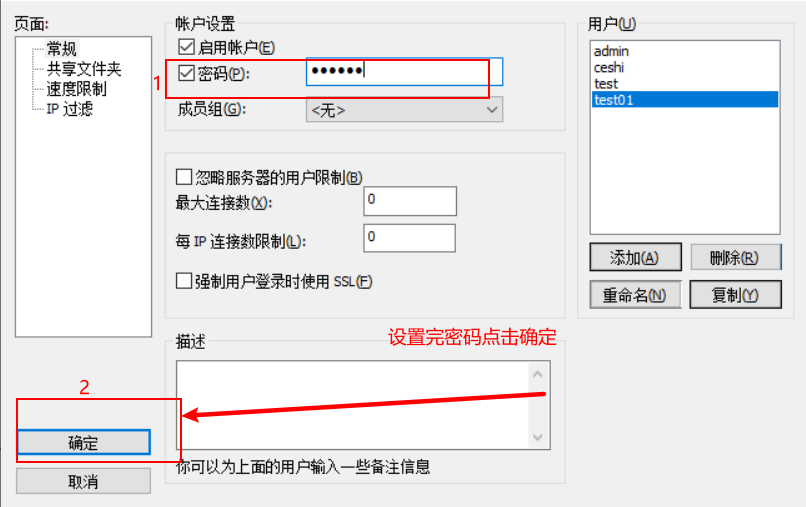 页面:
常规
共享文件夹
速度限制
IP 过滤
帐户设置
启用帐户(E)
1
密码(P):
●●●●●●
成员组(G):
<无>
忽略服务器的用户限制(B)
最大连接数(X):
0
每 IP 连接数限制(L):
0
强制用户登录时使用 SSL(F)
设置完密码点击确定
描述
你可以为上面的用户输入一些备注信息
用户(U)
admin
ceshi
test
test01
添加(A)
删除(R)
重命名(N)
复制(Y)
2
确定
取消